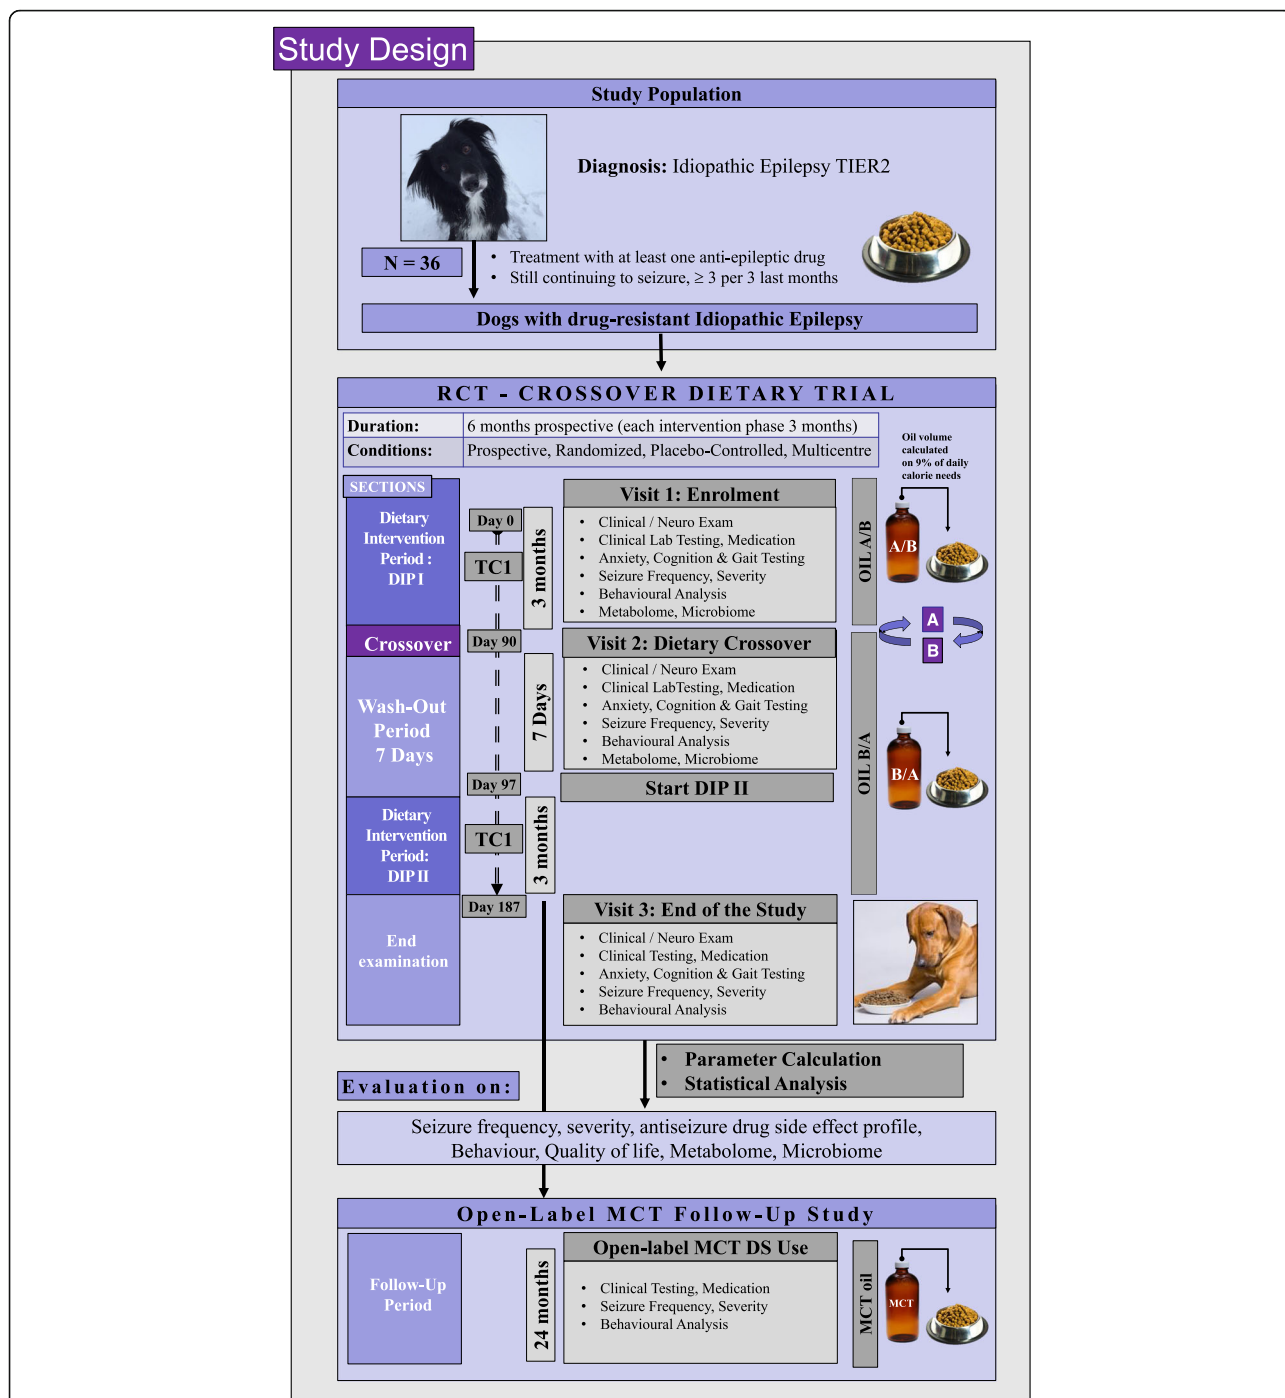 Study Design
Study Population
Diagnosis: Idiopathic Epilepsy TIER2
N = 36
• Treatment with at least one anti-epileptic drug
• Still continuing to seizure, ≥ 3 per 3 last months
Dogs with drug-resistant Idiopathic Epilepsy
RCT - CROSSOVER DIETARY TRIAL
Duration: 6 months prospective (each intervention phase 3 months)
Conditions: Prospective, Randomized, Placebo-Controlled, Multicentre
Oil volume
calculated
on 9% of daily
calorie needs
SECTIONS
Dietary
Intervention
Period :
DIP I
Day 0
TC1
3 months
Visit 1: Enrolment
• Clinical / Neuro Exam
• Clinical Lab Testing, Medication
• Anxiety, Cognition & Gait Testing
• Seizure Frequency, Severity
• Behavioural Analysis
• Metabolome, Microbiome
OIL A/B
A/B
A
B
Crossover
Day 90
Visit 2: Dietary Crossover
• Clinical / Neuro Exam
• Clinical LabTesting, Medication
• Anxiety, Cognition & Gait Testing
• Seizure Frequency, Severity
• Behavioural Analysis
• Metabolome, Microbiome
Wash-Out
Period
7 Days
7 Days
OIL B/A
B/A
Day 97
Start DIP II
Dietary
Intervention
Period:
DIP II
TC1
3 months
Day 187
End
examination
Visit 3: End of the Study
• Clinical / Neuro Exam
• Clinical Testing, Medication
• Anxiety, Cognition & Gait Testing
• Seizure Frequency, Severity
• Behavioural Analysis
• Parameter Calculation
• Statistical Analysis
Evaluation on:
Seizure frequency, severity, antiseizure drug side effect profile,
Behaviour, Quality of life, Metabolome, Microbiome
Open-Label MCT Follow-Up Study
Follow-Up
Period
24 months
Open-label MCT DS Use
• Clinical Testing, Medication
• Seizure Frequency, Severity
• Behavioural Analysis
MCT oil
MCT